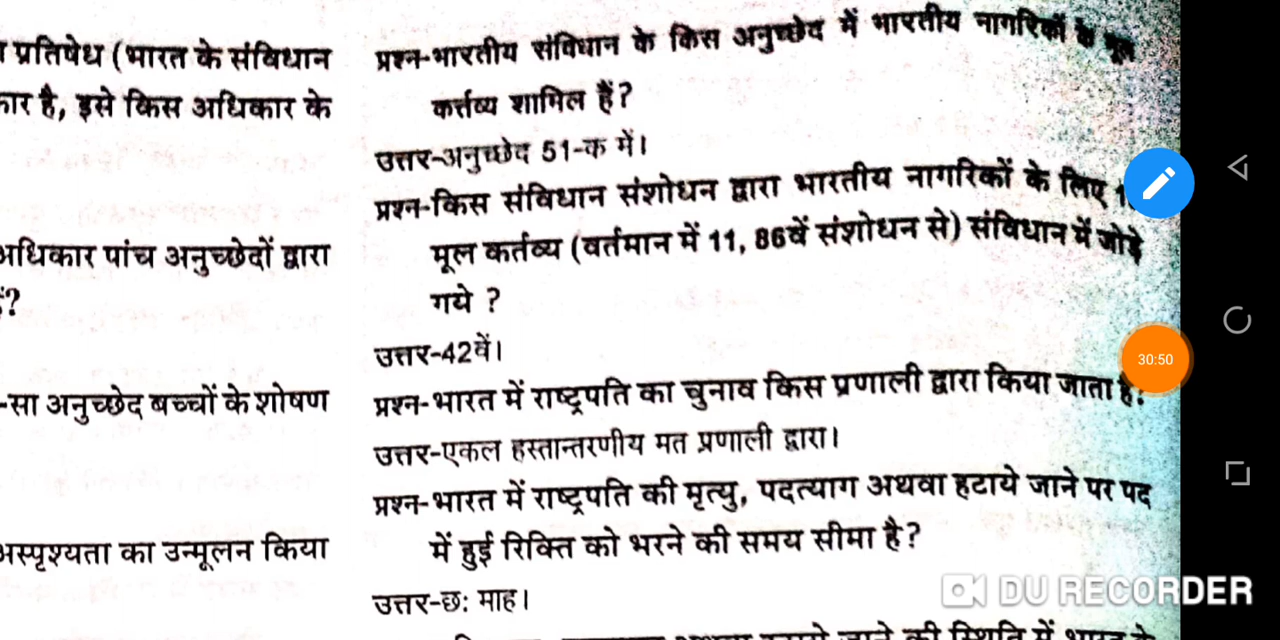 प्रतिषेध (भारत के संविधान
कार है, इसे किस अधिकार के
अधिकार पांच अनुच्छेदों द्वारा
?
-सा अनुच्छेद बच्चों के शोषण
अस्पृश्यता का उन्मूलन किया
प्रश्न-भारतीय संविधान के किस अनुच्छेद में भारतीय नागरिकों के मूल
कर्त्तव्य शामिल हैं?
उत्तर-अनुच्छेद 51-क में।
प्रश्न-किस संविधान संशोधन द्वारा भारतीय नागरिकों के लिए
मूल कर्तव्य (वर्तमान में 11, 86वें संशोधन से) संविधान में जोड़े
गये ?
उत्तर-42वें।
प्रश्न-भारत में राष्ट्रपति का चुनाव किस प्रणाली द्वारा किया जाता है?
उत्तर-एकल हस्तान्तरणीय मत प्रणाली द्वारा।
प्रश्न-भारत में राष्ट्रपति की मृत्यु, पदत्याग अथवा हटाये जाने पर पद
में हुई रिक्ति को भरने की समय सीमा है?
उत्तर-छः माह।
जाने की स्थिति में भारत के
30:50
DU RECORDER